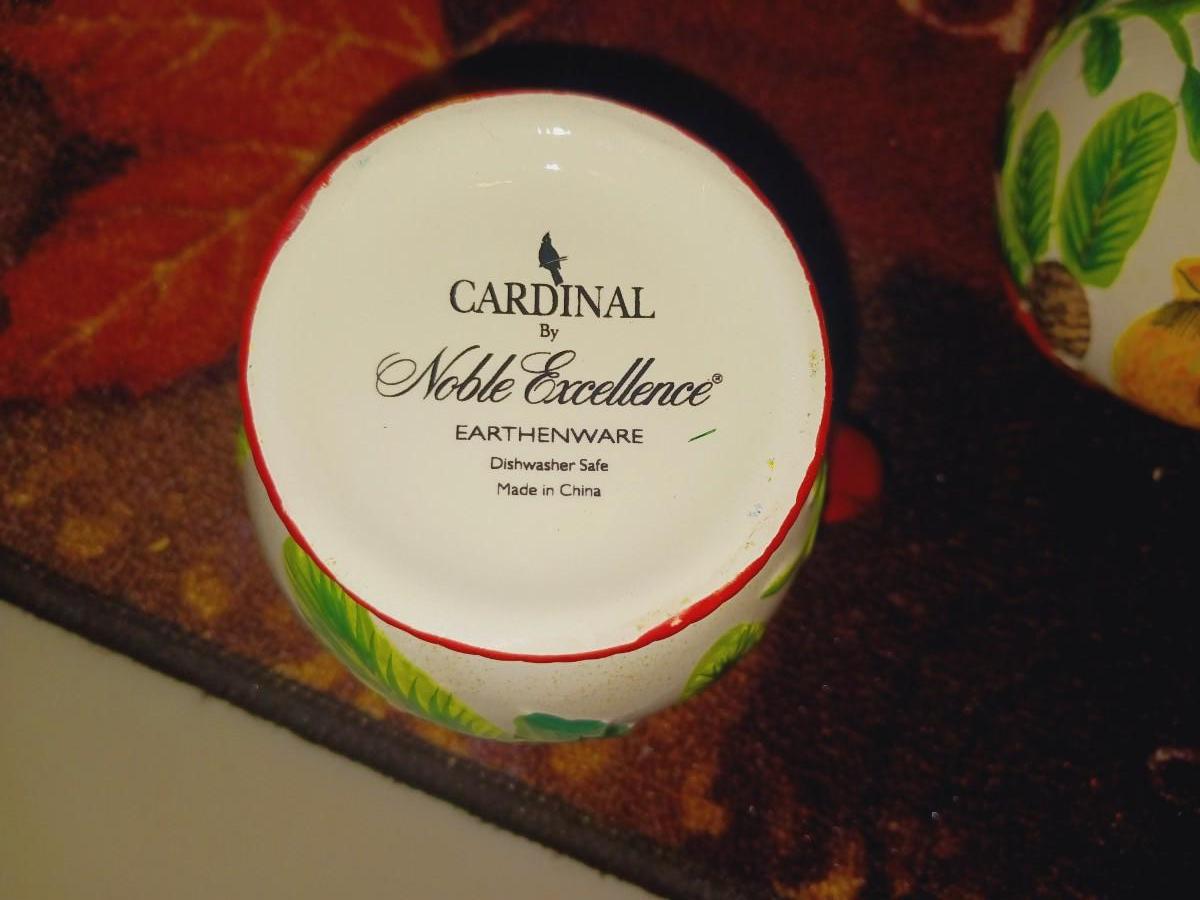 CARDINAL
By
Noble Excellence®
EARTHENWARE
Dishwasher Safe
Made in China